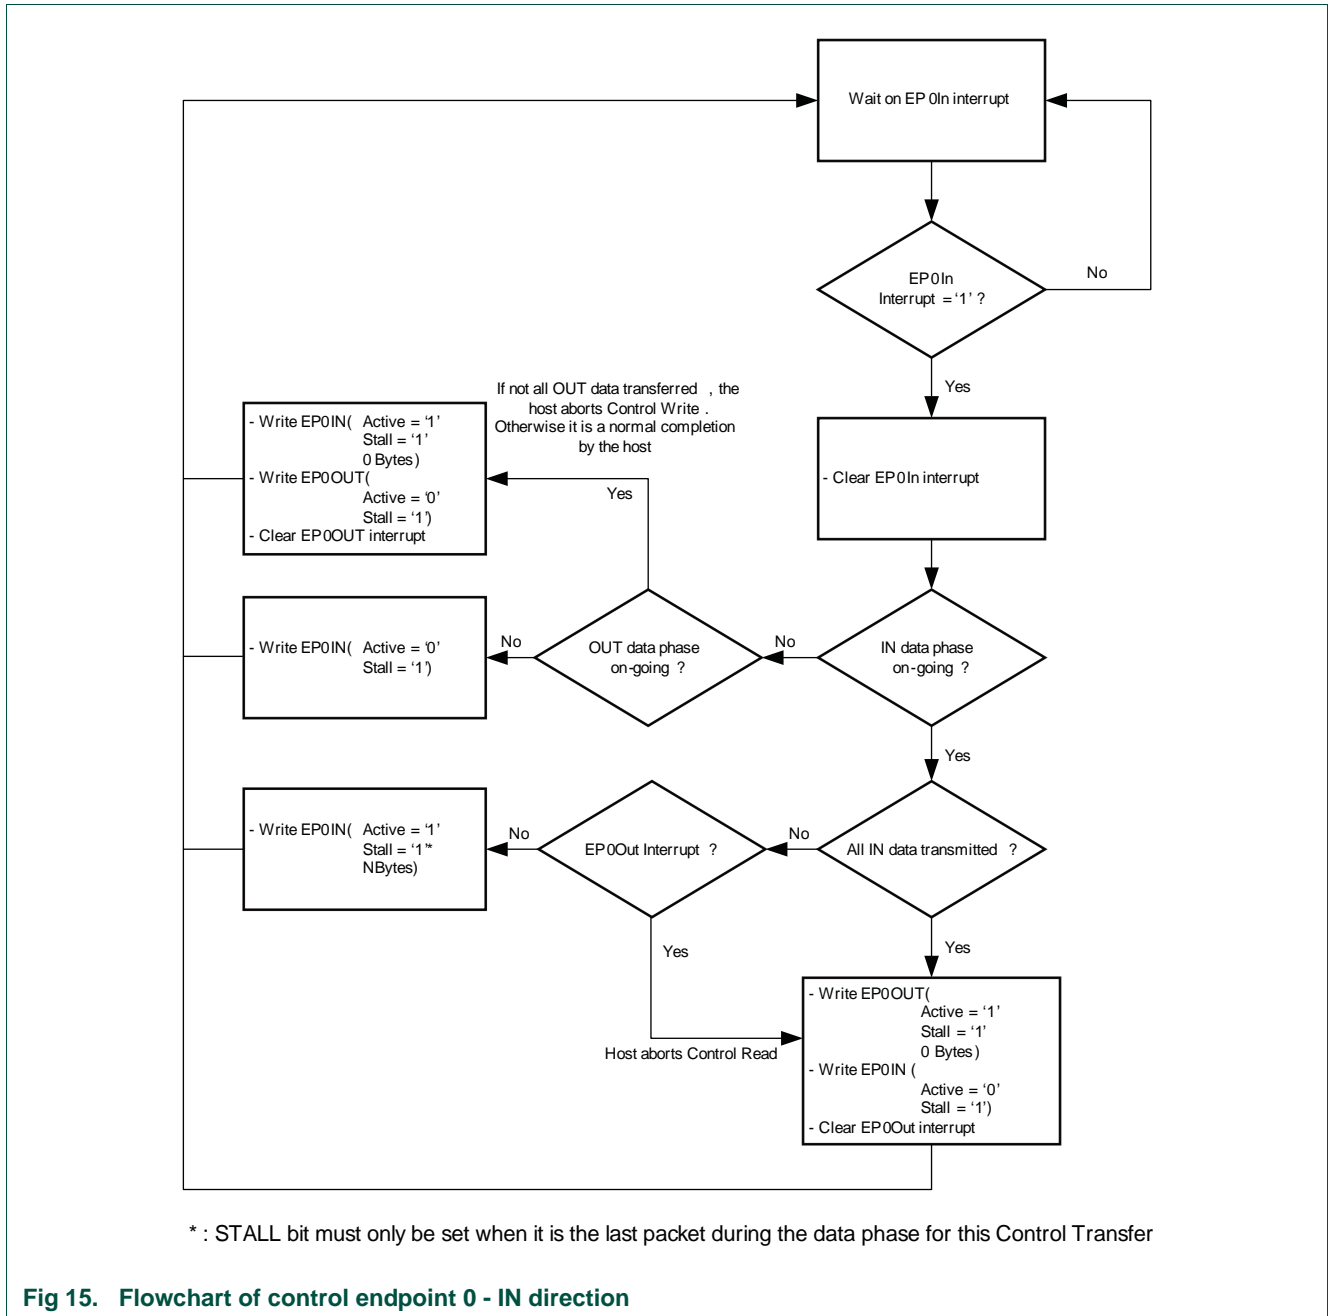 Wait on EP0In interrupt
EP0In
Interrupt = ‘1’ ?
No
Yes
If not all OUT data transferred , the
host aborts Control Write .
Otherwise it is a normal completion
by the host
- Write EP0IN( Active = ‘1’
Stall = ‘1’
0 Bytes)
- Write EP0OUT(
Active = ‘0’
Stall = ‘1’)
- Clear EP0OUT interrupt
Yes
- Clear EP0In interrupt
- Write EP0IN( Active = ‘0’
Stall = ‘1’)
No
OUT data phase
on-going ?
No
IN data phase
on-going ?
Yes
- Write EP0IN( Active = ‘1’
Stall = ‘1’*
NBytes)
No
EP0Out Interrupt ?
No
All IN data transmitted ?
Yes
Yes
Host aborts Control Read
- Write EP0OUT(
Active = ‘1’
Stall = ‘1’
0 Bytes)
- Write EP0IN (
Active = ‘0’
Stall = ‘1’)
- Clear EP0Out interrupt
* : STALL bit must only be set when it is the last packet during the data phase for this Control Transfer
Fig 15. Flowchart of control endpoint 0 - IN direction